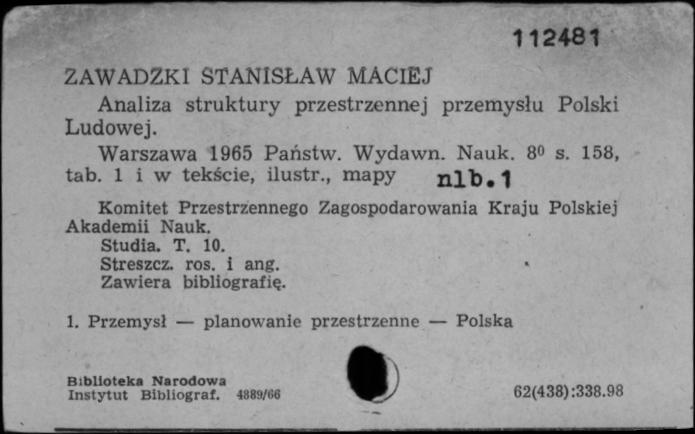 112481
ZAWADZKI STANISŁAW MACIEJ
Analiza struktury przestrzennej przemysłu Polski
Ludowej.
Warszawa 1965 Państw. Wydawn. Nauk. 8⁰ s. 158,
tab. 1 i w tekście, ilustr., mapy nlb.1
Komitet Przestrzennego Zagospodarowania Kraju Polskiej
Akademii Nauk.
Studia. T. 10.
Streszcz. ros. i ang.
Zawiera bibliografię.
1. Przemysł — planowanie przestrzenne — Polska
Biblioteka Narodowa
Instytut Bibliograf. 4889/66
62(438):338.98